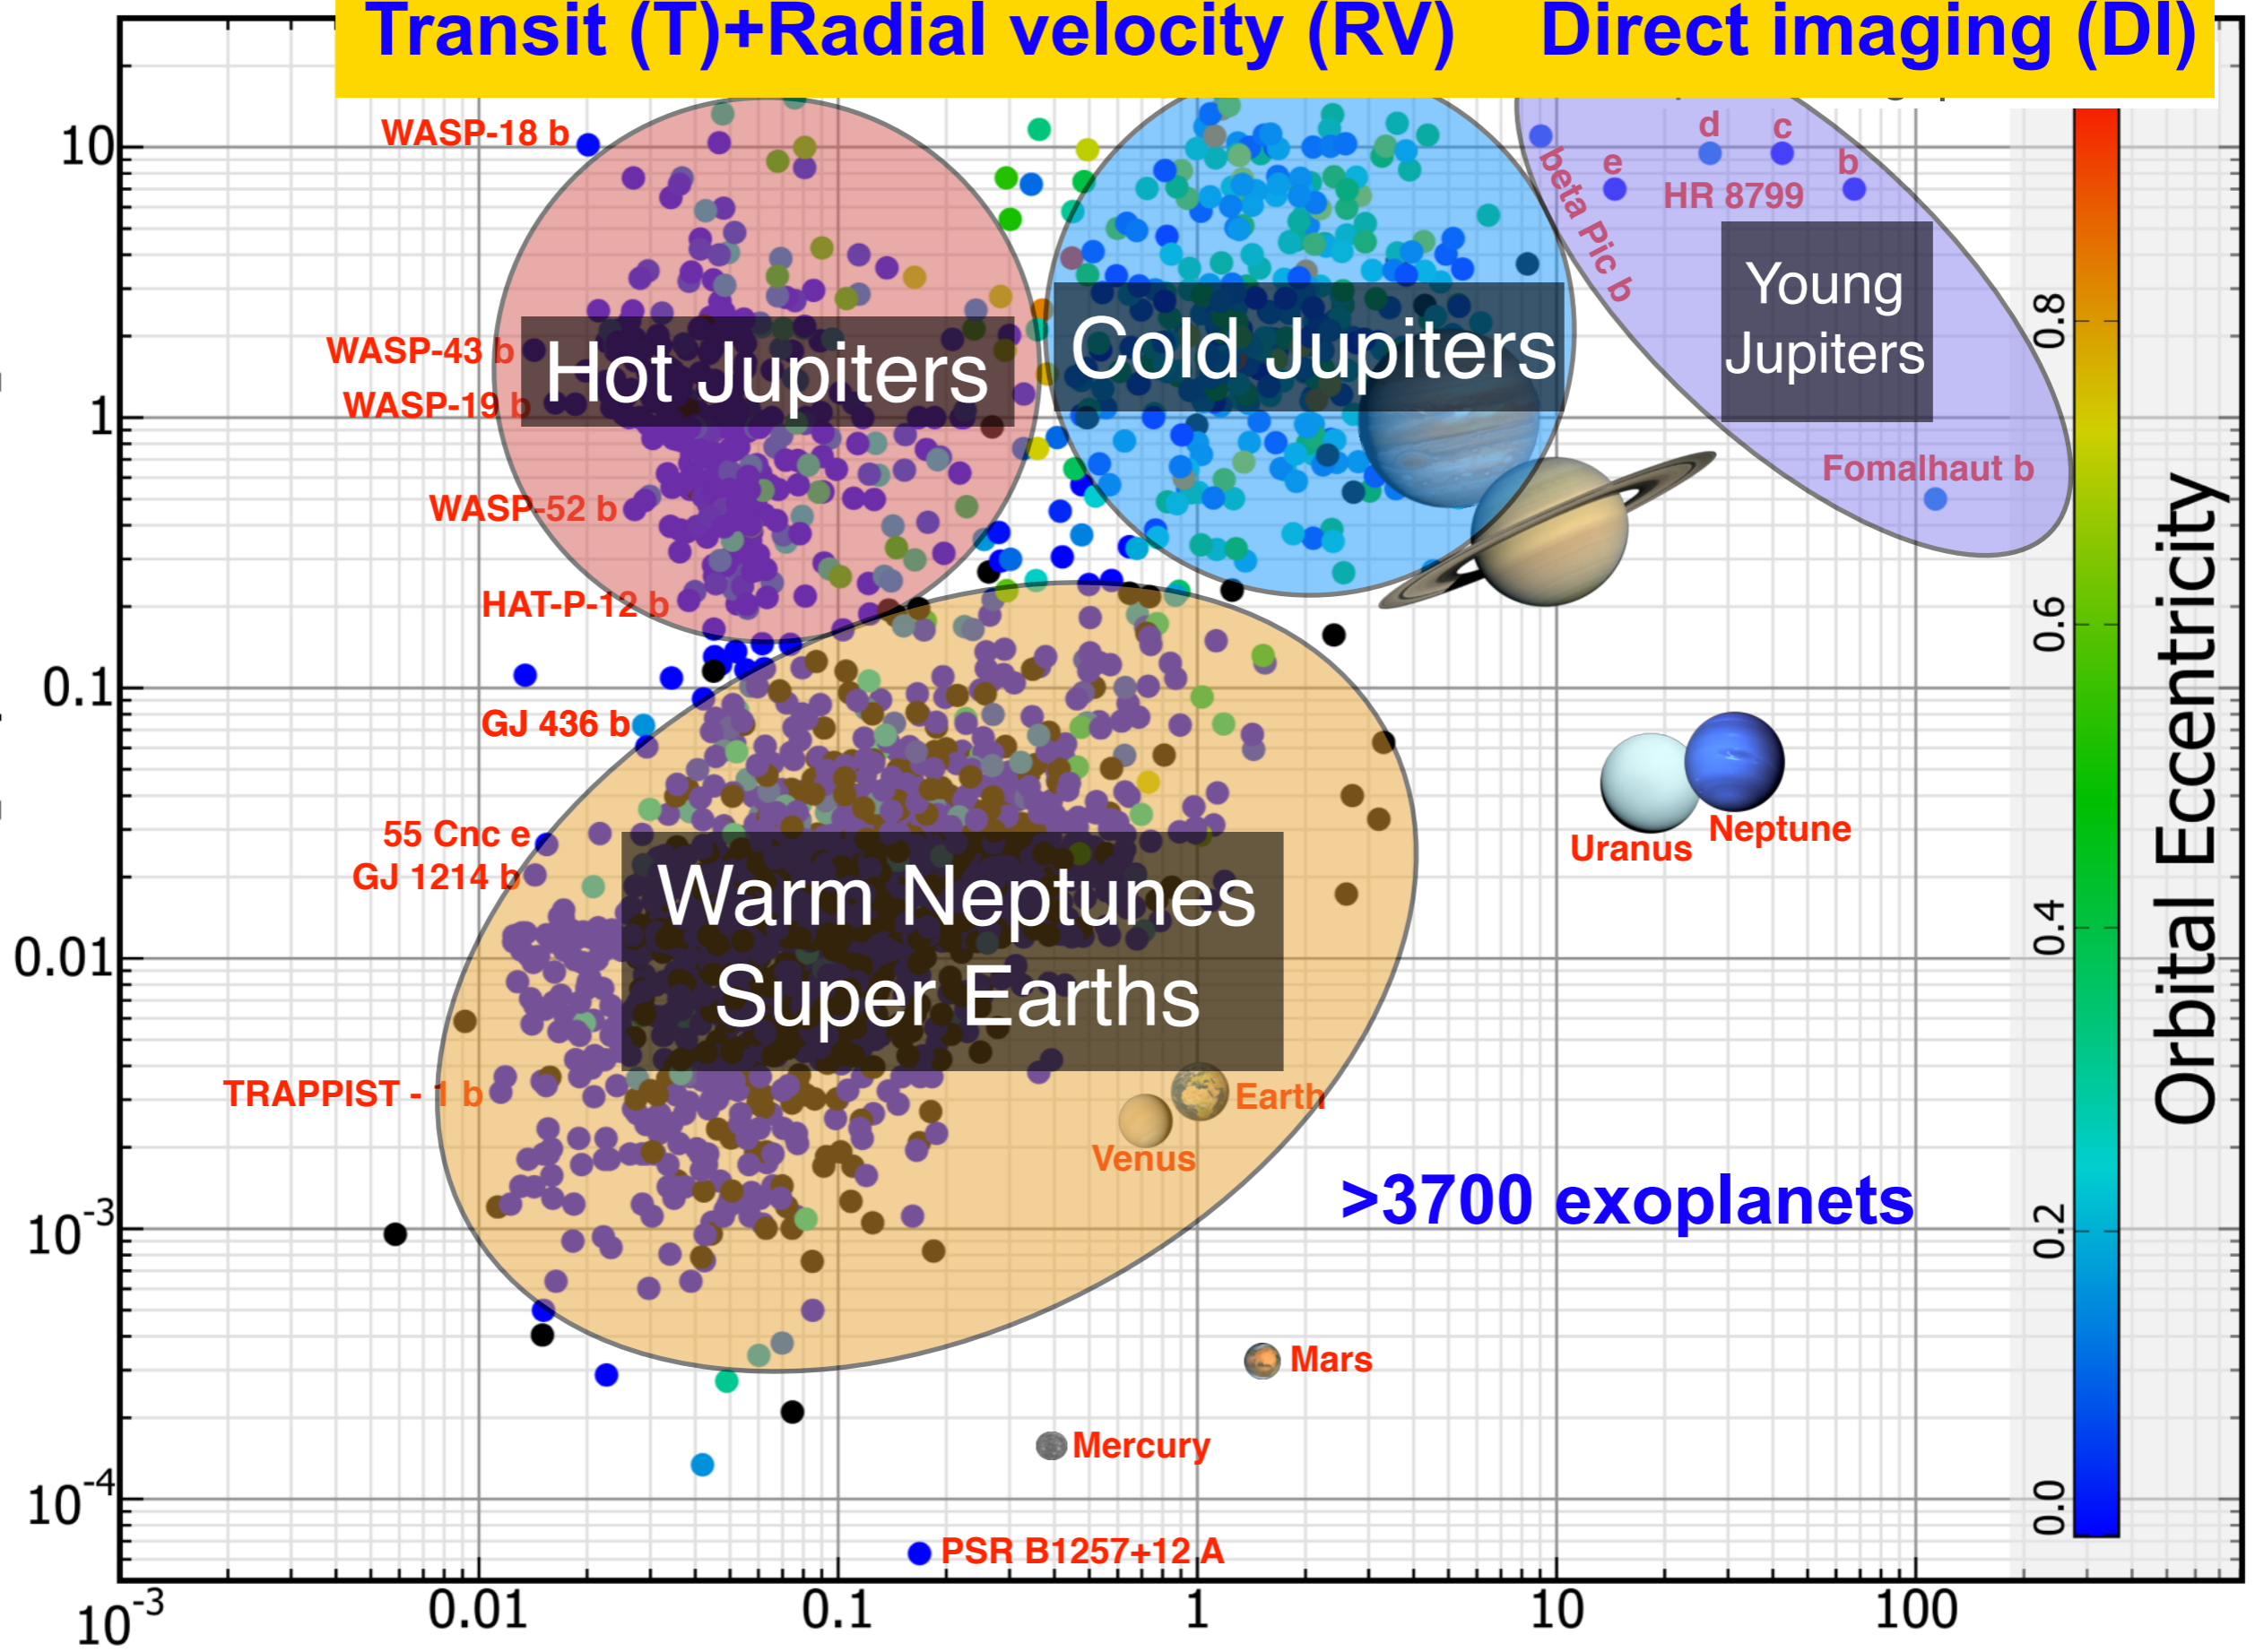 Transit (T)+Radial velocity (RV) Direct imaging (DI)
10
1
0.1
0.01
10-3
10-4
10-3
0.01
0.1
1
10
100
WASP-18 b
WASP-43 b
WASP-19 b
WASP-52 b
HAT-P-12 b
GJ 436 b
55 Cnc e
GJ 1214 b
TRAPPIST - 1 b
Hot Jupiters
Cold Jupiters
beta Pic b
d
c
e
b
HR 8799
Young
Jupiters
Fomalhaut b
Uranus
Neptune
Warm Neptunes
Super Earths
Earth
Venus
>3700 exoplanets
Mars
Mercury
PSR B1257+12 A
0.8
0.6
0.4
0.2
0.0
Orbital Eccentricity